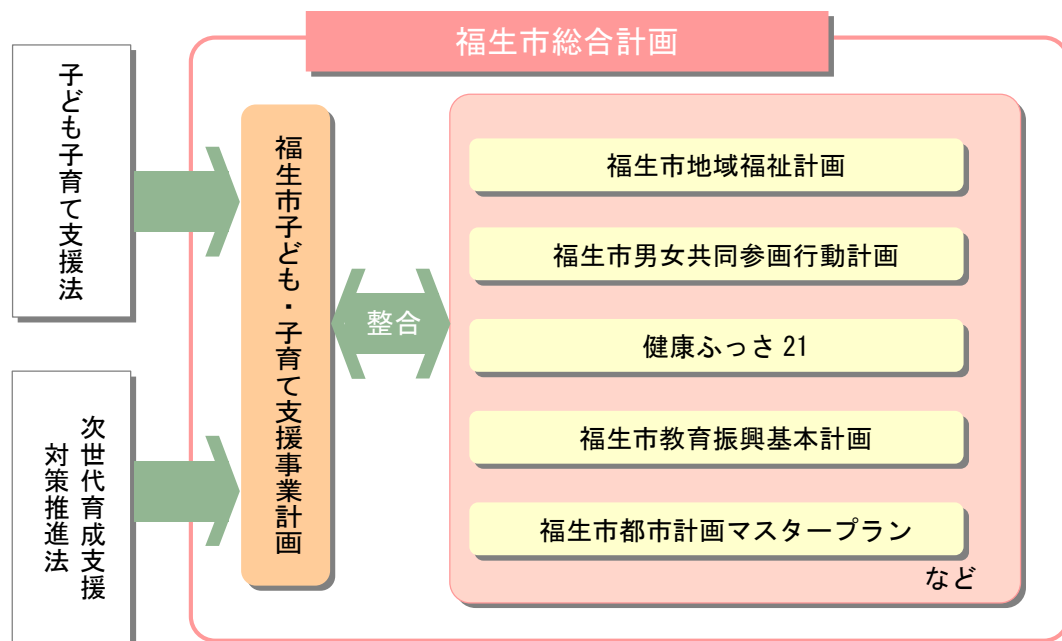 福生市総合計画
子ども子育て支援法
次世代育成支援
対策推進法
福生市子ども・子育て支援事業計画
整合
福生市地域福祉計画
福生市男女共同参画行動計画
健康ふっさ 21
福生市教育振興基本計画
福生市都市計画マスタープラン
など